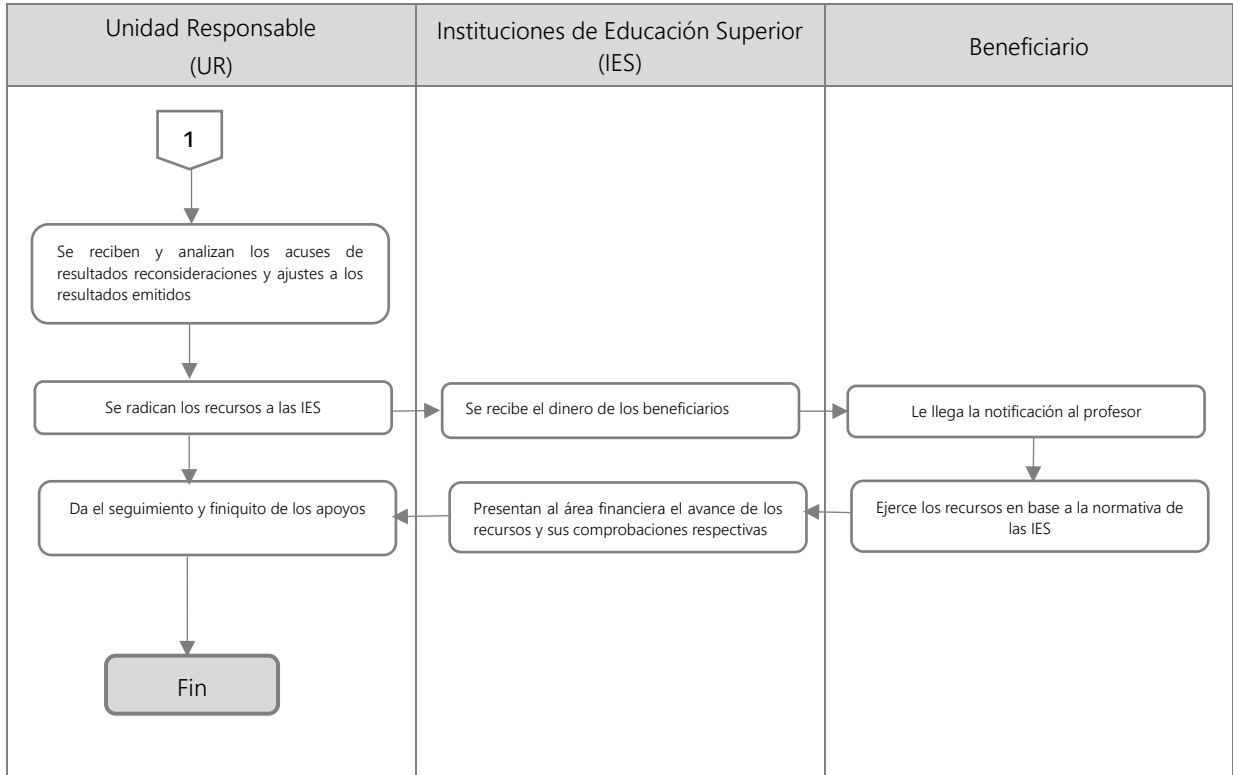 Unidad Responsable
(UR)
Instituciones de Educación Superior
(IES)
Beneficiario
1
Se reciben y analizan los acuses de
resultados reconsideraciones y ajustes a los
resultados emitidos
Se radican los recursos a las IES
Se recibe el dinero de los beneficiarios
Le llega la notificación al profesor
Da el seguimiento y finiquito de los apoyos
Presentan al área financiera el avance de los
recursos y sus comprobaciones respectivas
Ejerce los recursos en base a la normativa de
las IES
Fin